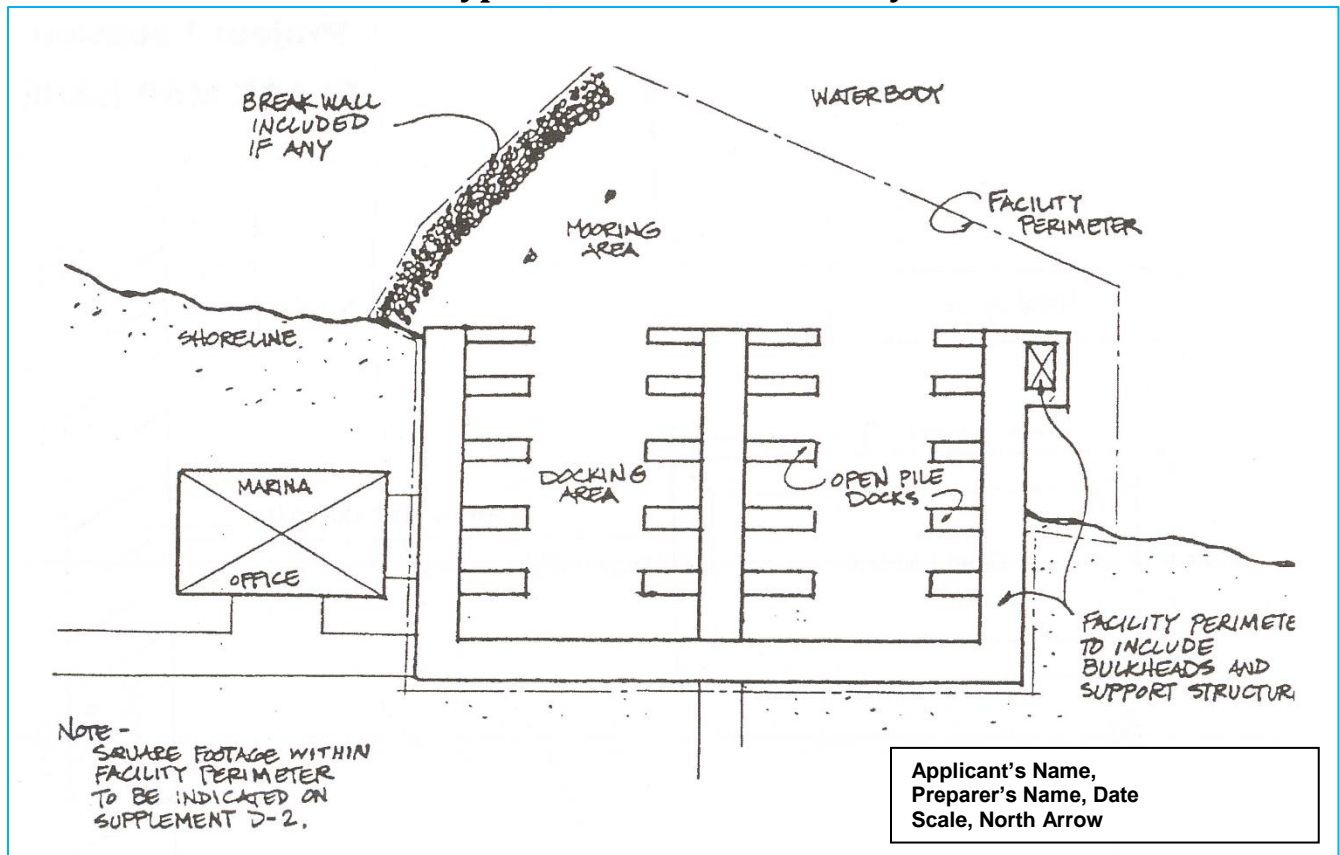 BREAK WALL
INCLUDED
IF ANY
WATERBODY
FACILITY
PERIMETER
MOORING
AREA
SHORELINE.
MARINA
OFFICE
DOCKING
AREA
OPEN PILE
DOCKS
FACILITY PERIMETE
TO INCLUDE
BULKHEADS AND
SUPPORT STRUCTUR
NOTE -
SQUARE FOOTAGE WITHIN
FACILITY PERIMETER
TO BE INDICATED ON
SUPPLEMENT D-2.
Applicant's Name,
Preparer's Name, Date
Scale, North Arrow